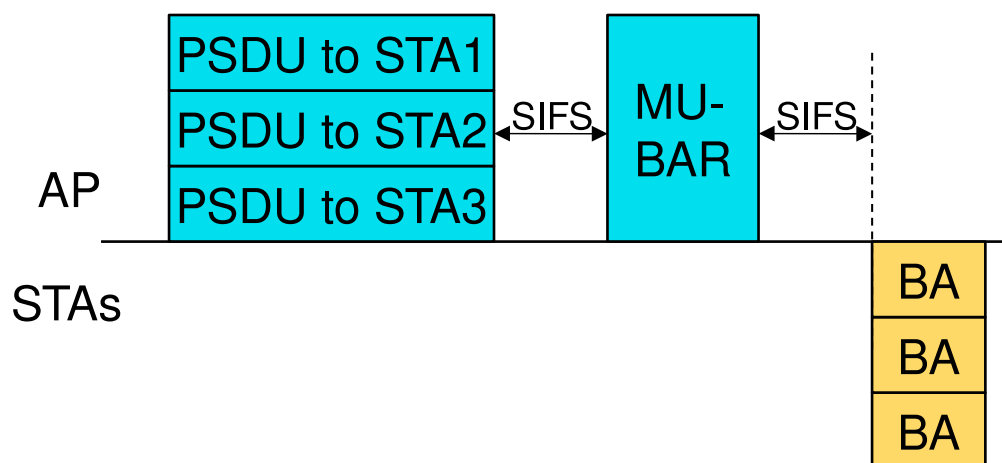 PSDU to STA1
PSDU to STA2
PSDU to STA3
SIFS
MU-
BAR
SIFS
AP
STAs
BA
BA
BA